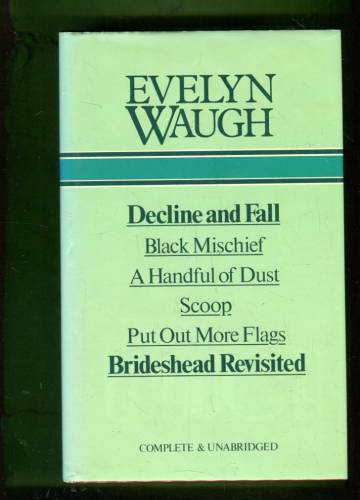 EVELYN
WAUGH
Decline and Fall
Black Mischief
A Handful of Dust
Scoop
Put Out More Flags
Brideshead Revisited
COMPLETE & UNABRIDGED